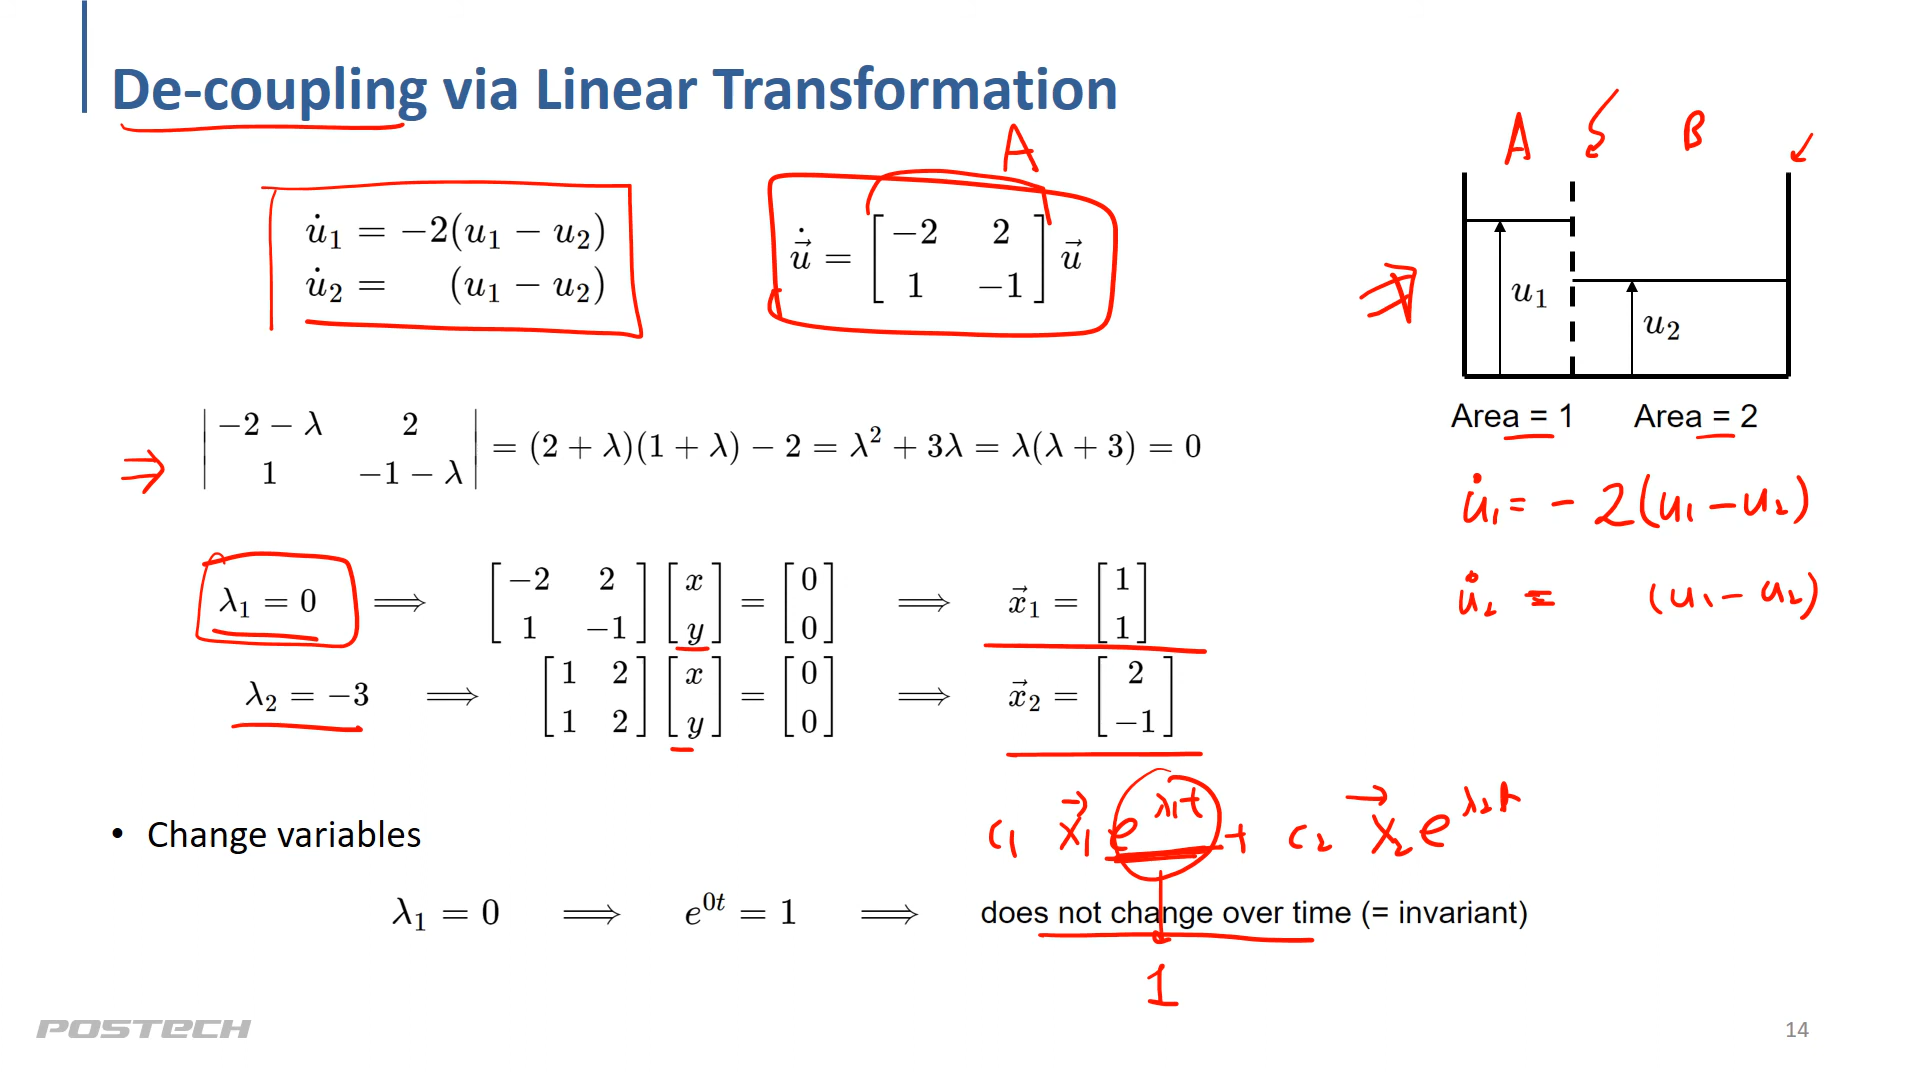 De-coupling via Linear Transformation
A
A B
u̇₁ = −2(u₁ − u₂)
u̇₂ = (u₁ − u₂)
u⃗̇ = [−2 2; 1 −1] u⃗
u₁
u₂
Area = 1 Area = 2
|−2 − λ 2; 1 −1 − λ| = (2 + λ)(1 + λ) − 2 = λ² + 3λ = λ(λ + 3) = 0
u̇₁ = − 2(u₁ − u₂)
u̇₂ = (u₁ − u₂)
λ₁ = 0 ⟹ [−2 2; 1 −1] [x; y] = [0; 0] ⟹ x⃗₁ = [1; 1]
λ₂ = −3 ⟹ [1 2; 1 2] [x; y] = [0; 0] ⟹ x⃗₂ = [2; −1]
c₁ x⃗₁ e^λ₁t + c₂ x⃗₂ e^λ₂t
• Change variables
λ₁ = 0 ⟹ e⁰ᵗ = 1 ⟹ does not change over time (= invariant)
1
POSTECH
14